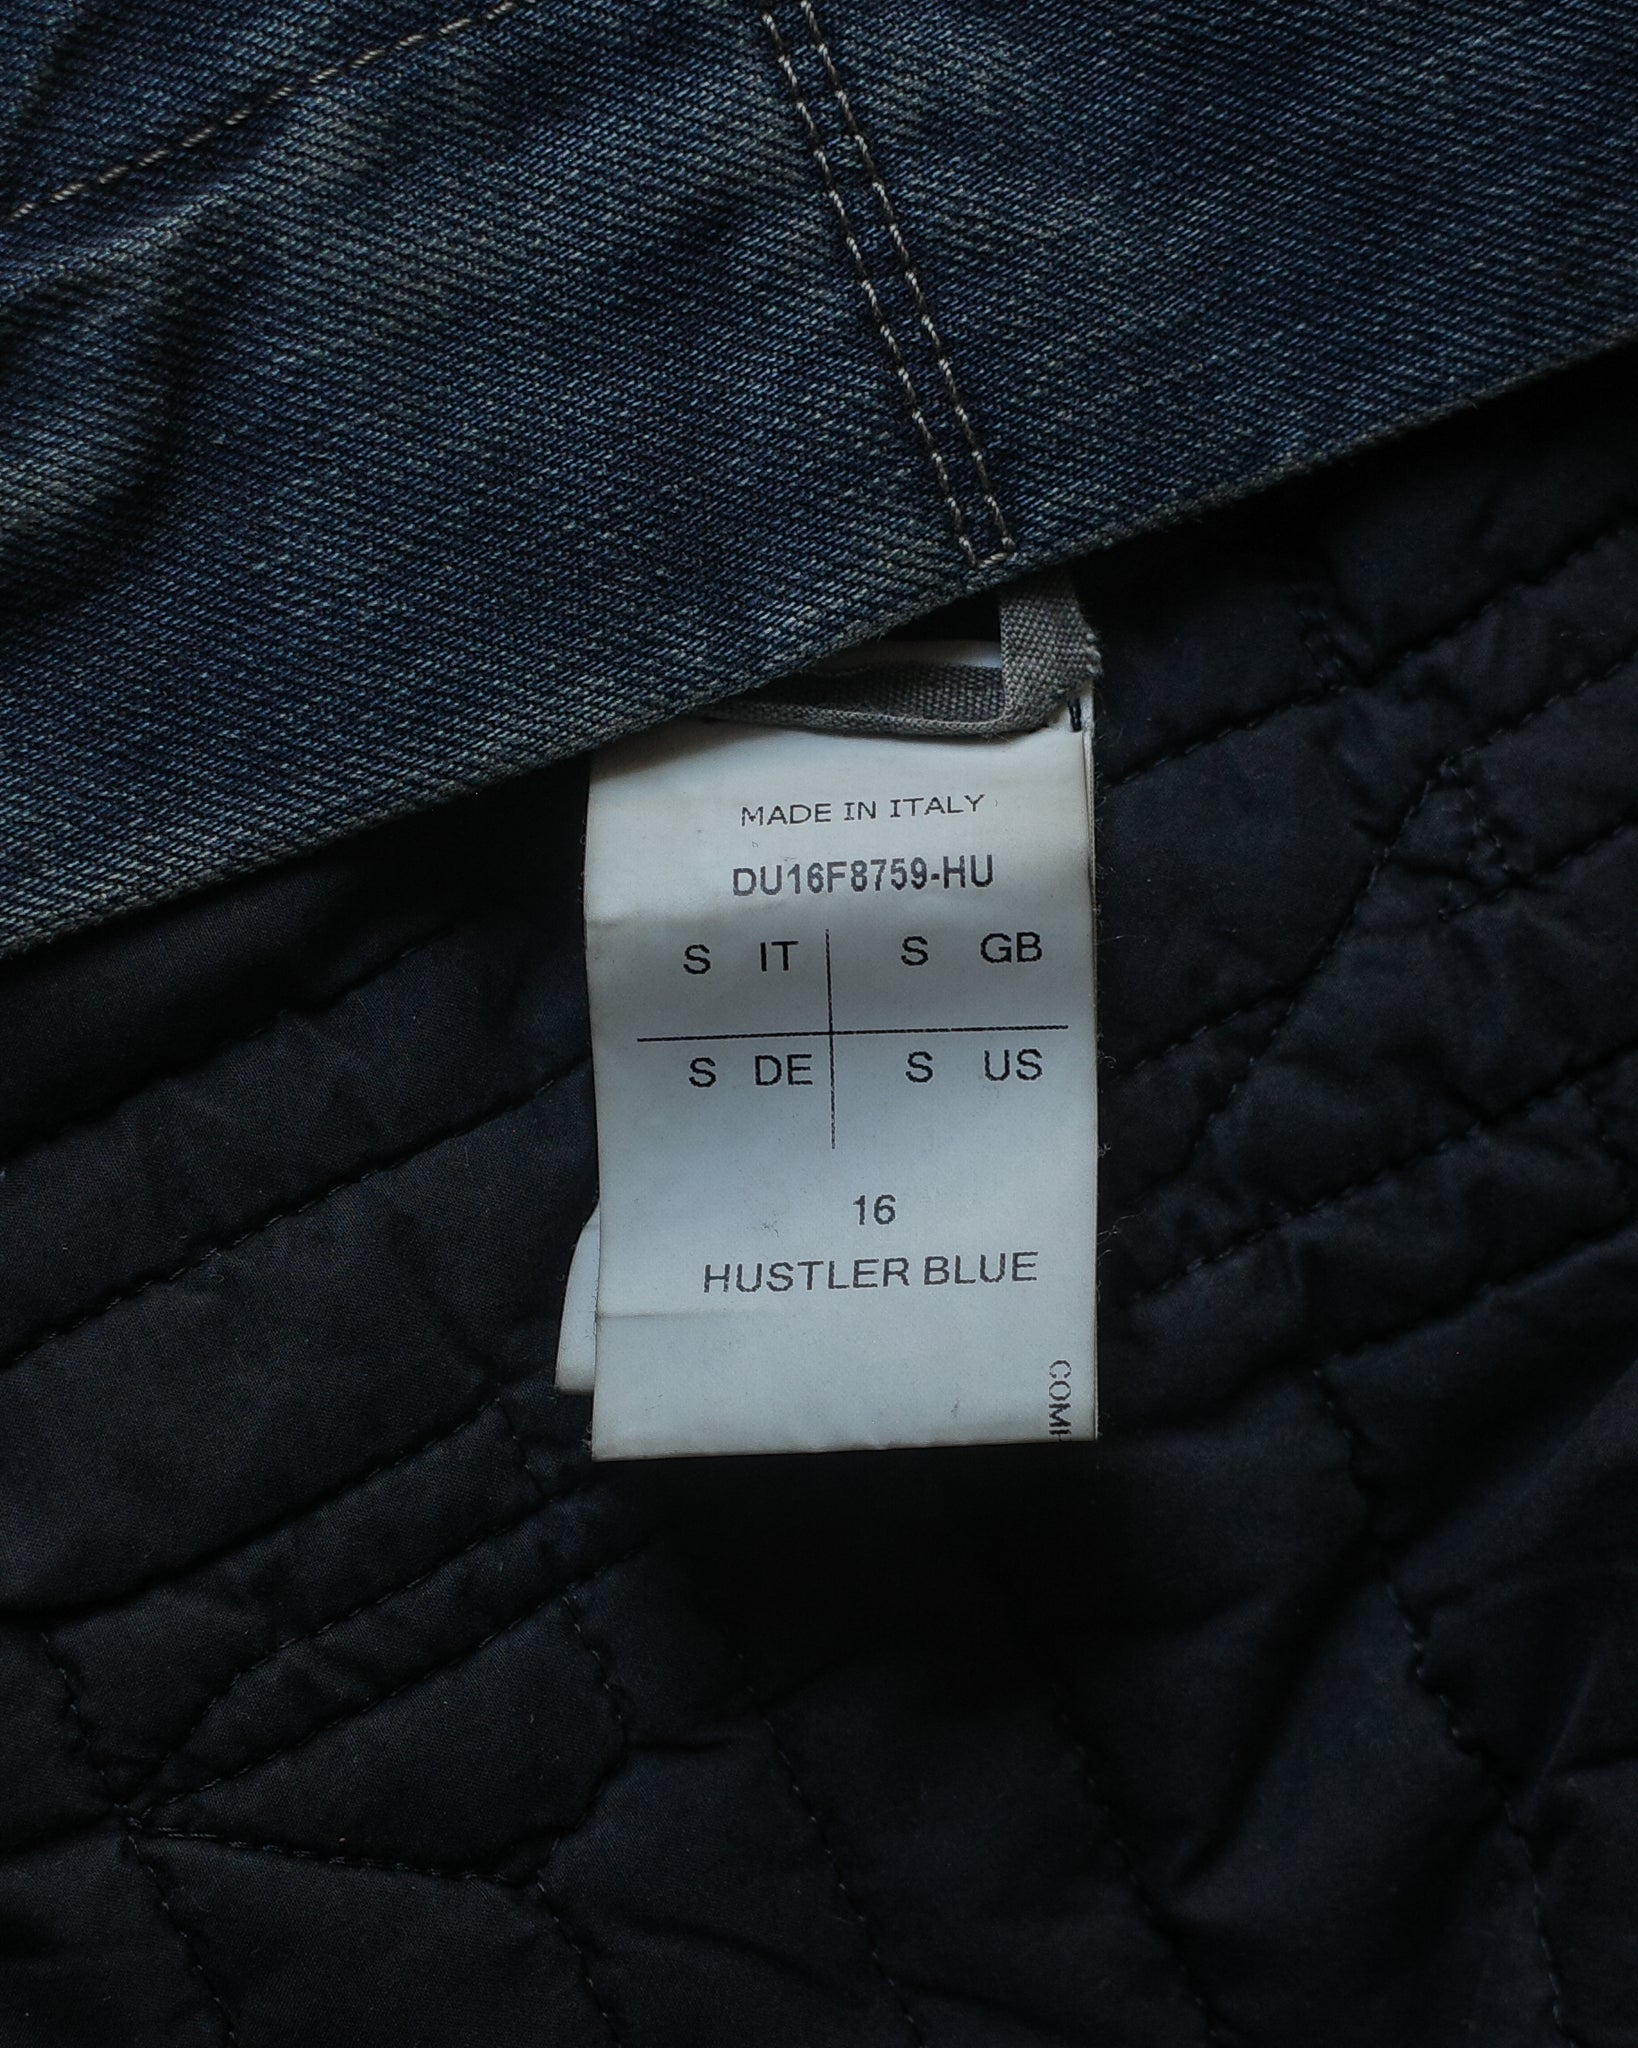 MADE IN ITALY
DU16F8759-HU
S IT S GB
S DE S US
16
HUSTLER BLUE